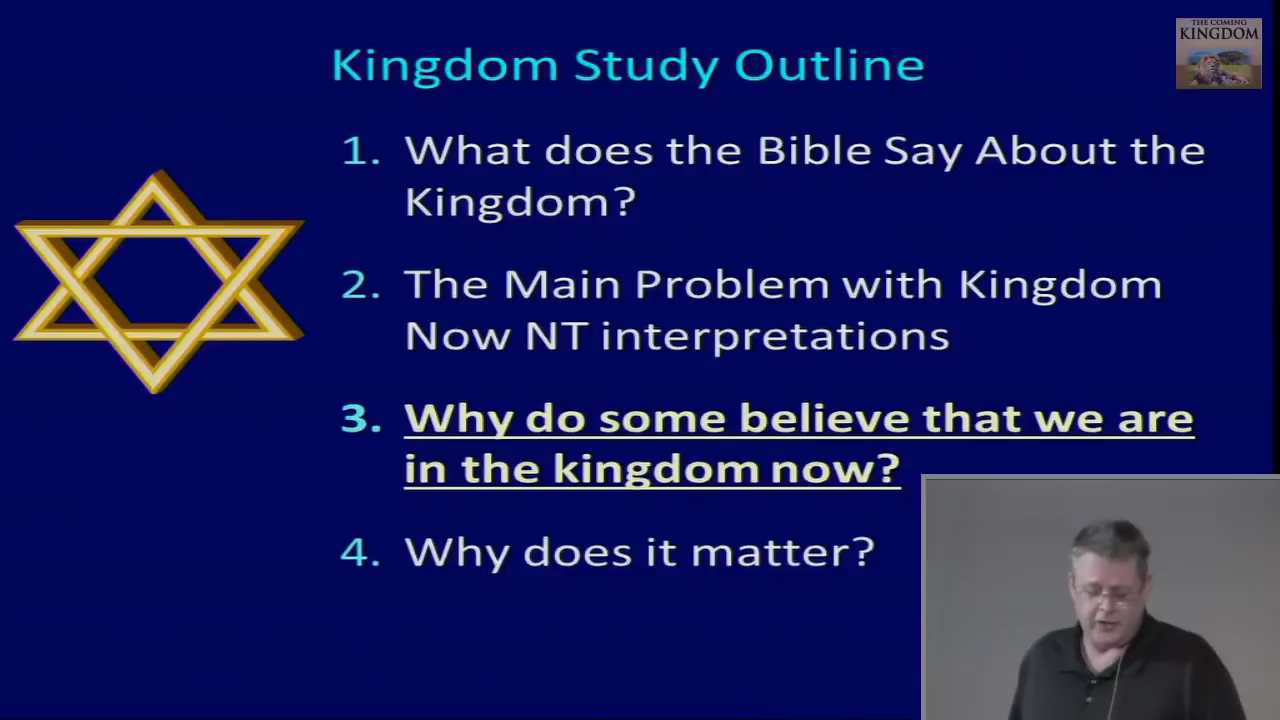 THE COMING
KINGDOM
Kingdom Study Outline
1. What does the Bible Say About the
Kingdom?
2. The Main Problem with Kingdom
Now NT interpretations
3. Why do some believe that we are
in the kingdom now?
4. Why does it matter?